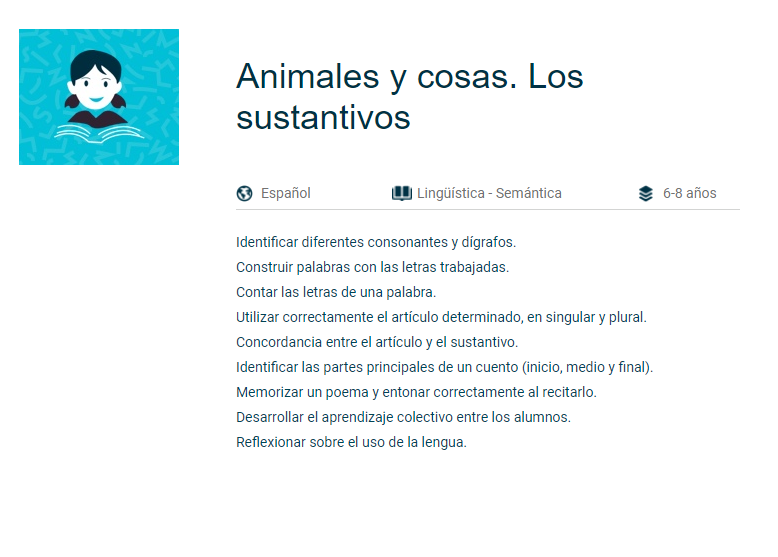 Animales y cosas. Los
sustantivos
Español
Lingüística - Semántica
6-8 años
Identificar diferentes consonantes y dígrafos.
Construir palabras con las letras trabajadas.
Contar las letras de una palabra.
Utilizar correctamente el artículo determinado, en singular y plural.
Concordancia entre el artículo y el sustantivo.
Identificar las partes principales de un cuento (inicio, medio y final).
Memorizar un poema y entonar correctamente al recitarlo.
Desarrollar el aprendizaje colectivo entre los alumnos.
Reflexionar sobre el uso de la lengua.